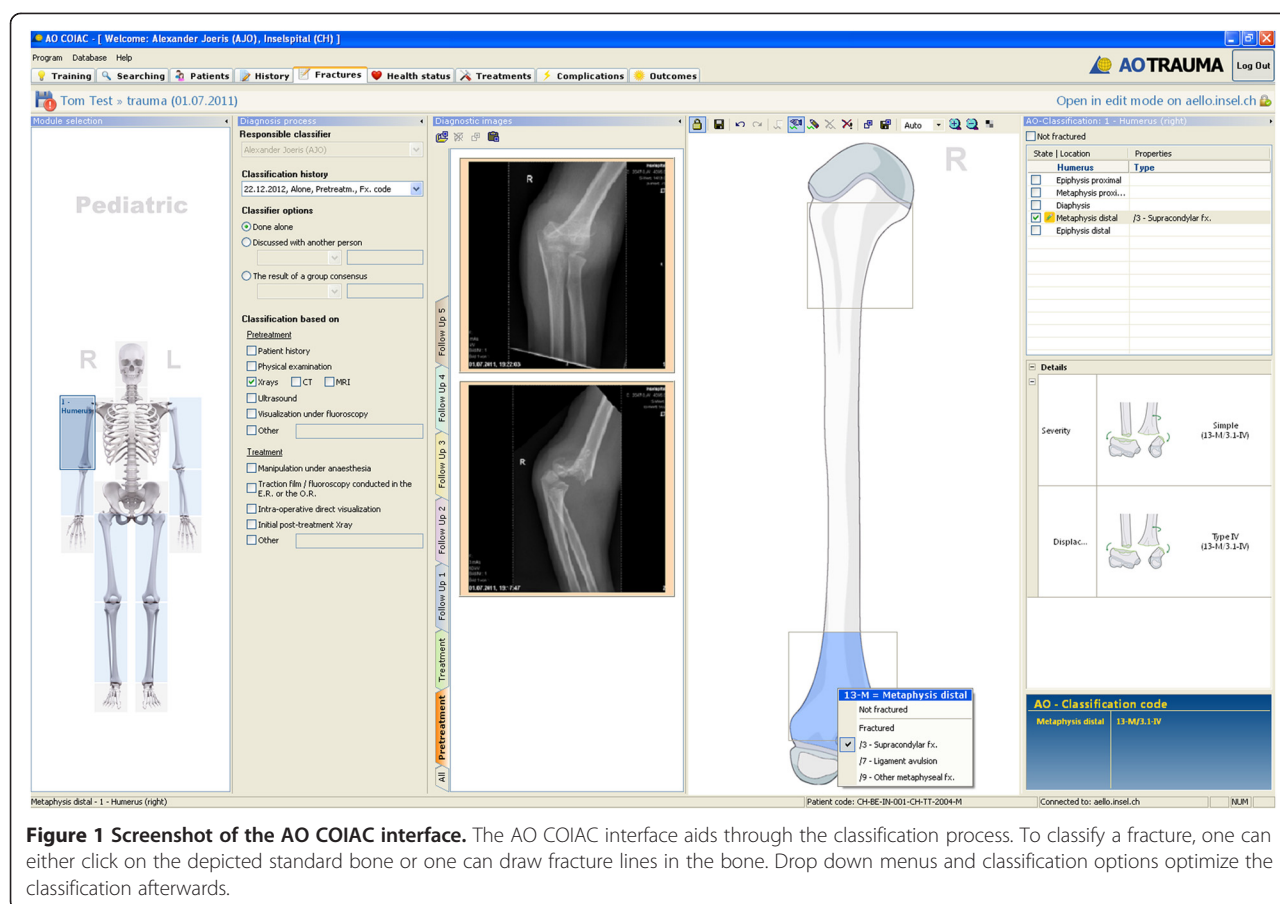 AO COIAC - [ Welcome: Alexander Joeris (AJO), Inselspital (CH) ]
Program Database Help
Training Searching Patients History Fractures Health status Treatments Complications Outcomes
AOTRAUMA
Log Out
Tom Test » trauma (01.07.2011)
Open in edit mode on aello.insel.ch
Module selection
Pediatric
R L
1 - Humerus
Diagnosis process
Responsible classifier
Alexander Joeris (AJO)
Classification history
22.12.2012, Alone, Pretreatm., Fx. code
Classifier options
Done alone
Discussed with another person
The result of a group consensus
Classification based on
Pretreatment
Patient history
Physical examination
Xrays CT MRI
Ultrasound
Visualization under fluoroscopy
Other
Treatment
Manipulation under anaesthesia
Traction film / fluoroscopy conducted in the
E.R. or the O.R.
Intra-operative direct visualization
Initial post-treatment Xray
Other
Diagnostic images
Follow Up 5
Follow Up 4
Follow Up 3
Follow Up 2
Follow Up 1
Treatment
Pretreatment
All
R
01.07.2011, 19:22:05
R
01.07.2011, 19:17:47
Auto
R
13-M = Metaphysis distal
Not fractured
Fractured
/3 - Supracondylar fx.
/7 - Ligament avulsion
/9 - Other metaphyseal fx.
AO-Classification: 1 - Humerus (right)
Not fractured
State | Location Properties
Humerus Type
Epiphysis proximal
Metaphysis proxi...
Diaphysis
Metaphysis distal /3 - Supracondylar fx.
Epiphysis distal
Details
Severity
Simple
(13-M/3.1-IV)
Displac...
Type IV
(13-M/3.1-IV)
AO - Classification code
Metaphysis distal 13-M/3.1-IV
Metaphysis distal - 1 - Humerus (right)
Patient code: CH-BE-IN-001-CH-TT-2004-M
Connected to: aello.insel.ch
NUM
Figure 1 Screenshot of the AO COIAC interface. The AO COIAC interface aids through the classification process. To classify a fracture, one can
either click on the depicted standard bone or one can draw fracture lines in the bone. Drop down menus and classification options optimize the
classification afterwards.